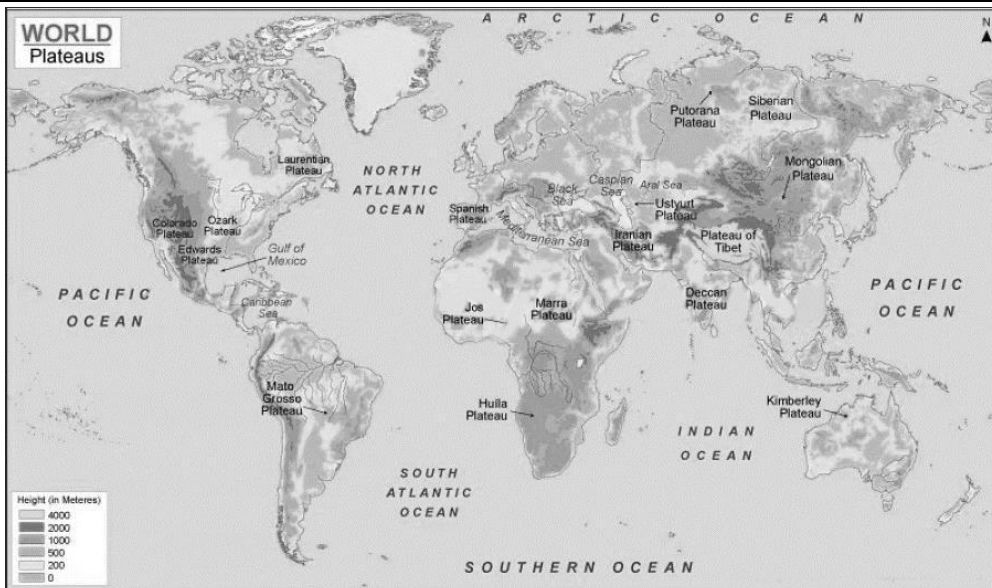 WORLD
Plateaus
ARCTIC OCEAN
N
Putorana
Plateau
Siberian
Plateau
Laurentian
Plateau
Mongolian
Plateau
NORTH
ATLANTIC
OCEAN
Caspian
Sea
Aral Sea
Black
Sea
Ustyurt
Plateau
Spanish
Plateau
Mediterranean Sea
Colorado
Plateau
Ozark
Plateau
Iranian
Plateau
Plateau of
Tibet
Edwards
Plateau
Gulf of
Mexico
PACIFIC
OCEAN
Caribbean
Sea
Jos
Plateau
Marra
Plateau
Deccan
Plateau
PACIFIC
OCEAN
Mato
Grosso
Plateau
Huila
Plateau
Kimberley
Plateau
INDIAN
OCEAN
SOUTH
ATLANTIC
OCEAN
Height (in Meteres)
4000
2000
1000
500
200
0
SOUTHERN OCEAN